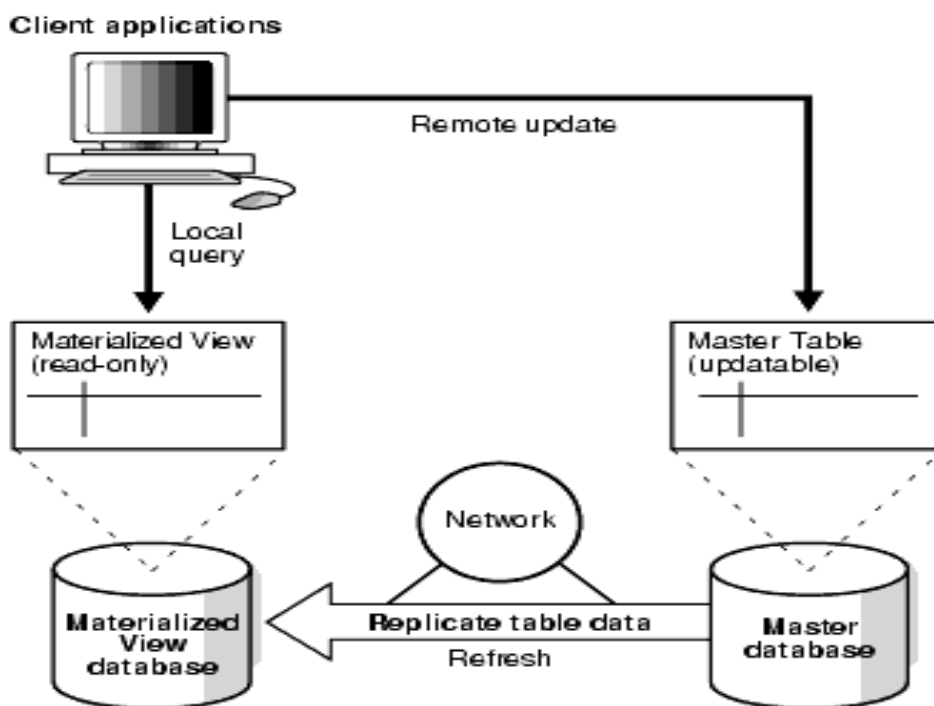 Client applications
Remote update
Local
query
Materialized View
(read-only)
Master Table
(updatable)
Network
Materialized
View
database
Replicate table data
Refresh
Master
database